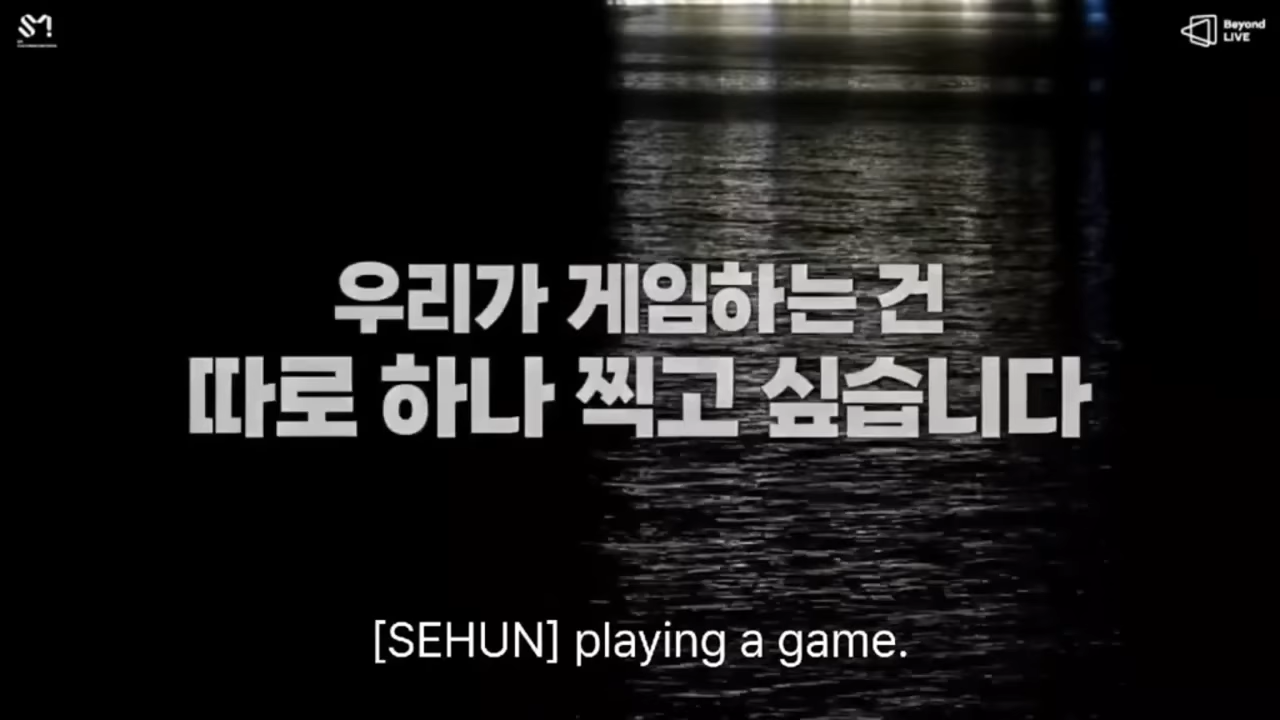 SM
Beyond
LIVE
우리가 게임하는 건
따로 하나 찍고 싶습니다
[SEHUN] playing a game.